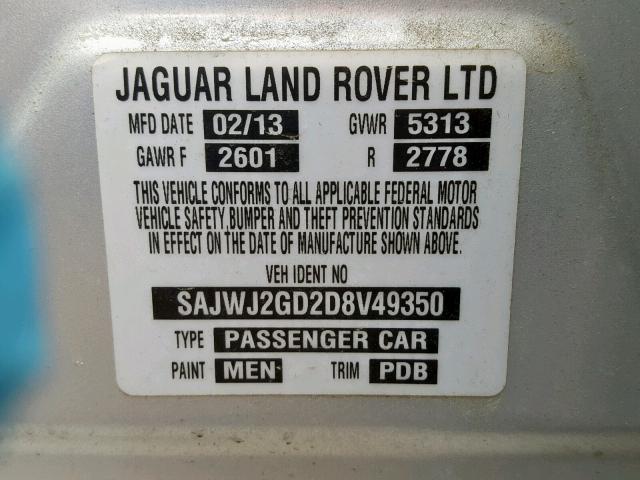 JAGUAR LAND ROVER LTD
MFD DATE 02/13 GVWR 5313
GAWR F 2601 R 2778
THIS VEHICLE CONFORMS TO ALL APPLICABLE FEDERAL MOTOR
VEHICLE SAFETY,BUMPER AND THEFT PREVENTION STANDARDS
IN EFFECT ON THE DATE OF MANUFACTURE SHOWN ABOVE.
VEH IDENT NO
SAJWJ2GD2D8V49350
TYPE PASSENGER CAR
PAINT MEN TRIM PDB